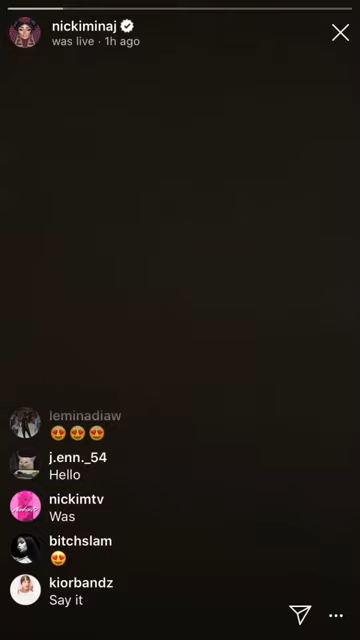 nickiminaj
was live · 1h ago
leminadiaw
😍😍😍
j.enn._54
Hello
nickimtv
Was
bitchslam
😍
kiorbandz
Say it